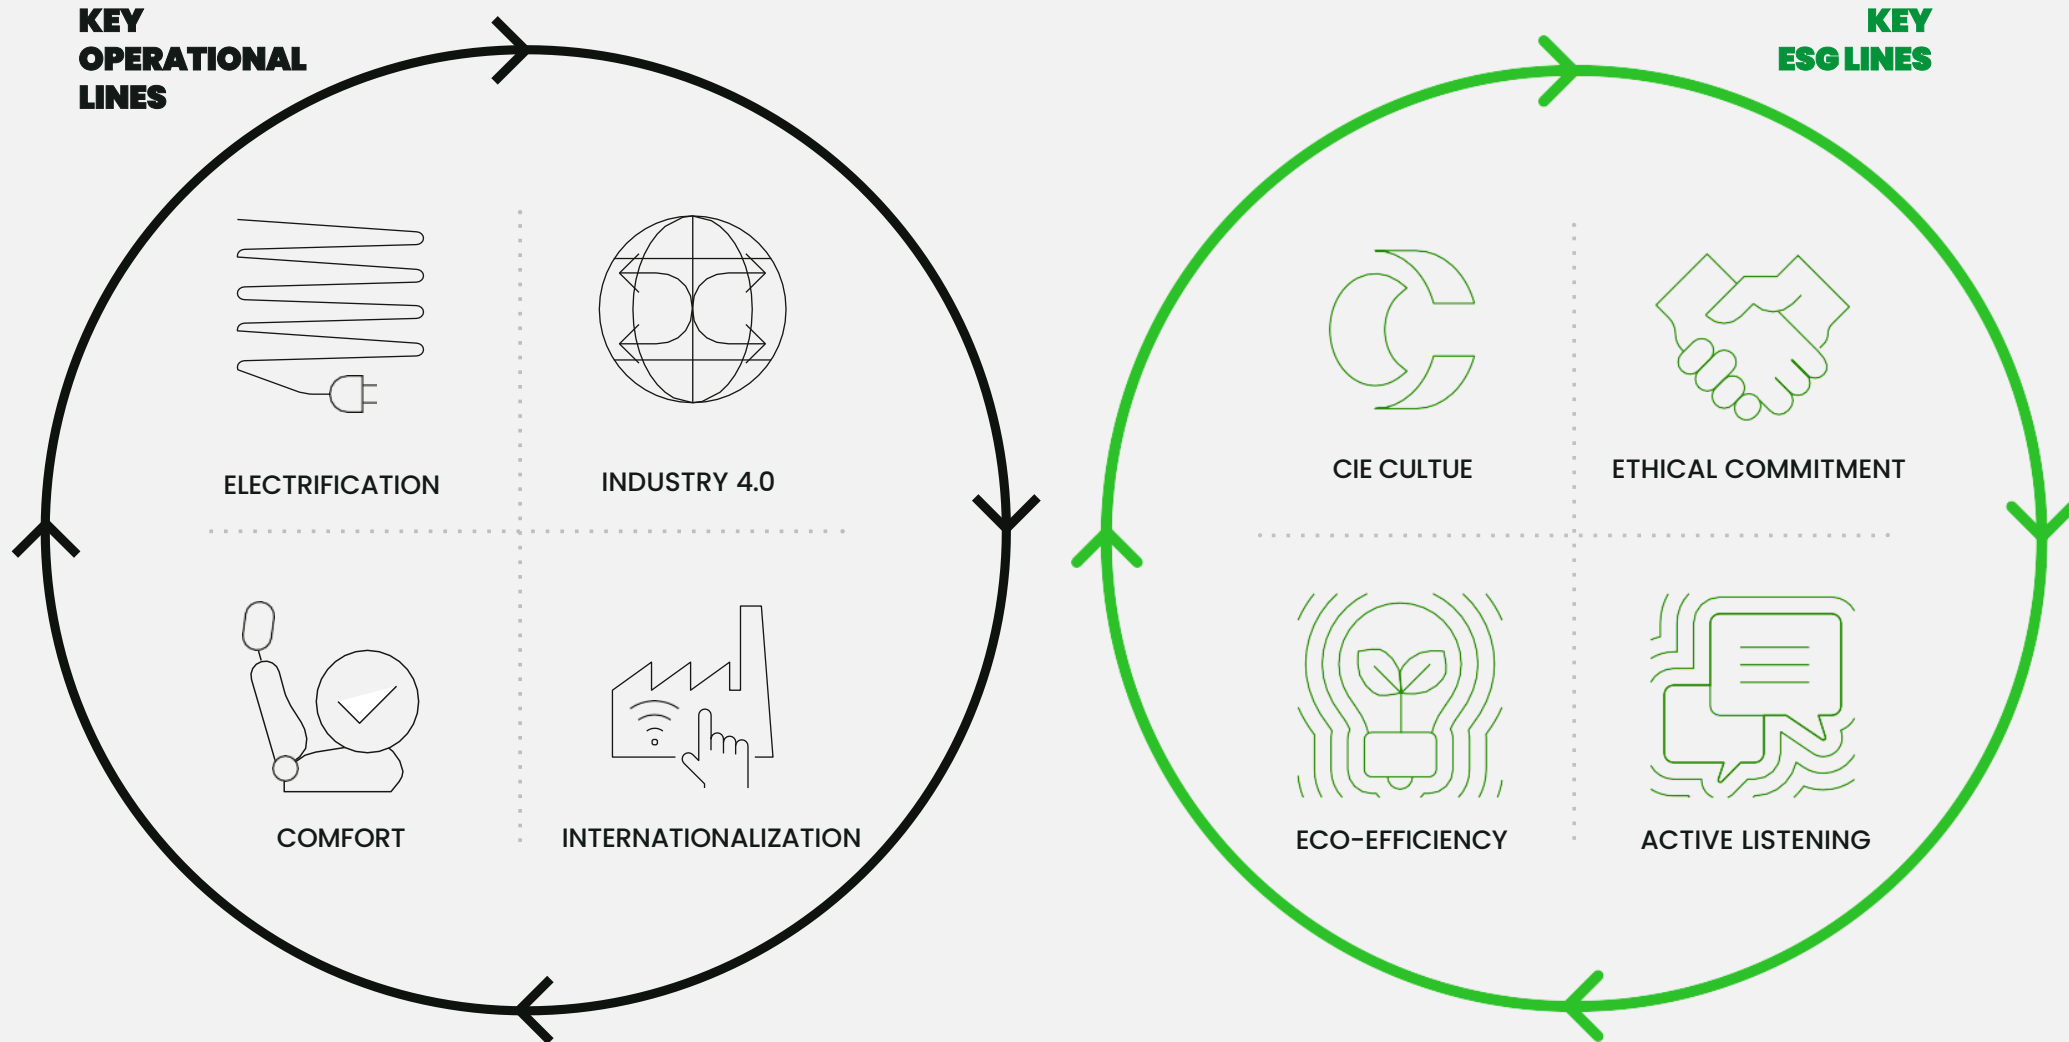 KEY
OPERATIONAL
LINES
ELECTRIFICATION
INDUSTRY 4.0
COMFORT
INTERNATIONALIZATION
KEY
ESG LINES
CIE CULTUE
ETHICAL COMMITMENT
ECO-EFFICIENCY
ACTIVE LISTENING